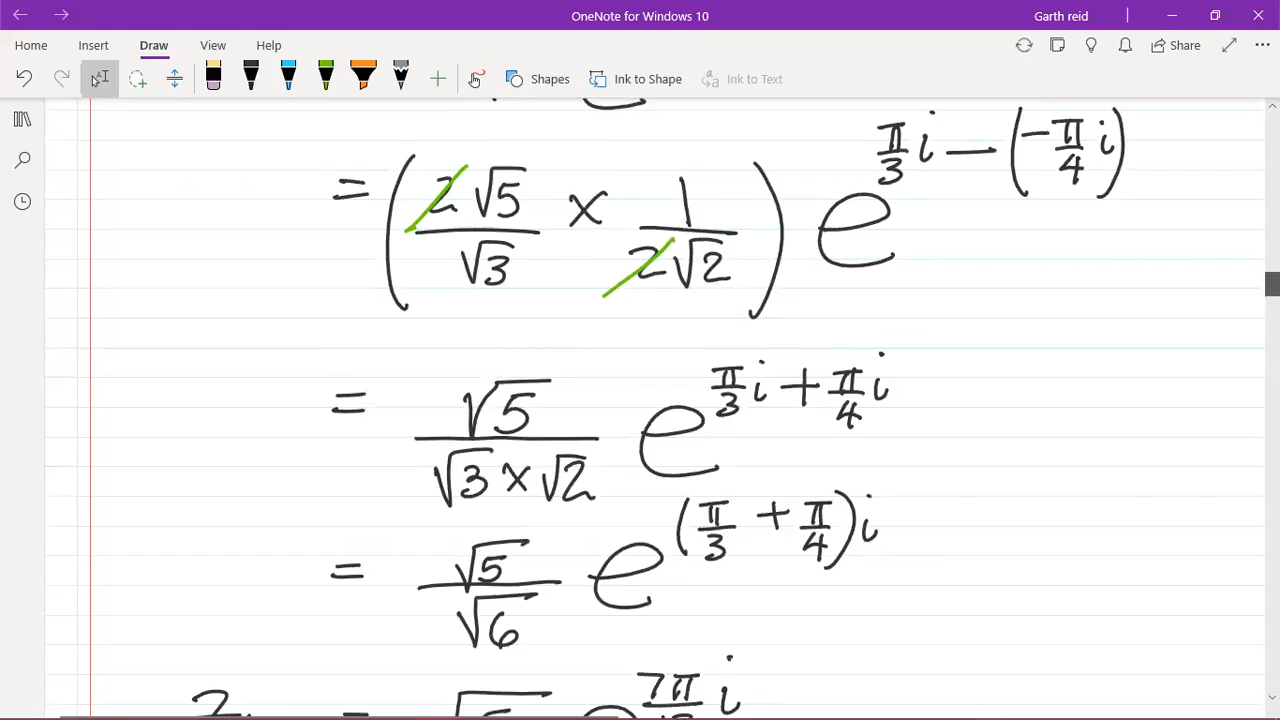 OneNote for Windows 10
Garth reid
Home Insert Draw View Help
Share
Shapes Ink to Shape Ink to Text
= (2√5/√3 × 1/2√2) e^(π/3 i − (−π/4 i))
= √5/(√3×√2) e^(π/3 i + π/4 i)
= √5/√6 e^((π/3 + π/4)i)
= 7π i